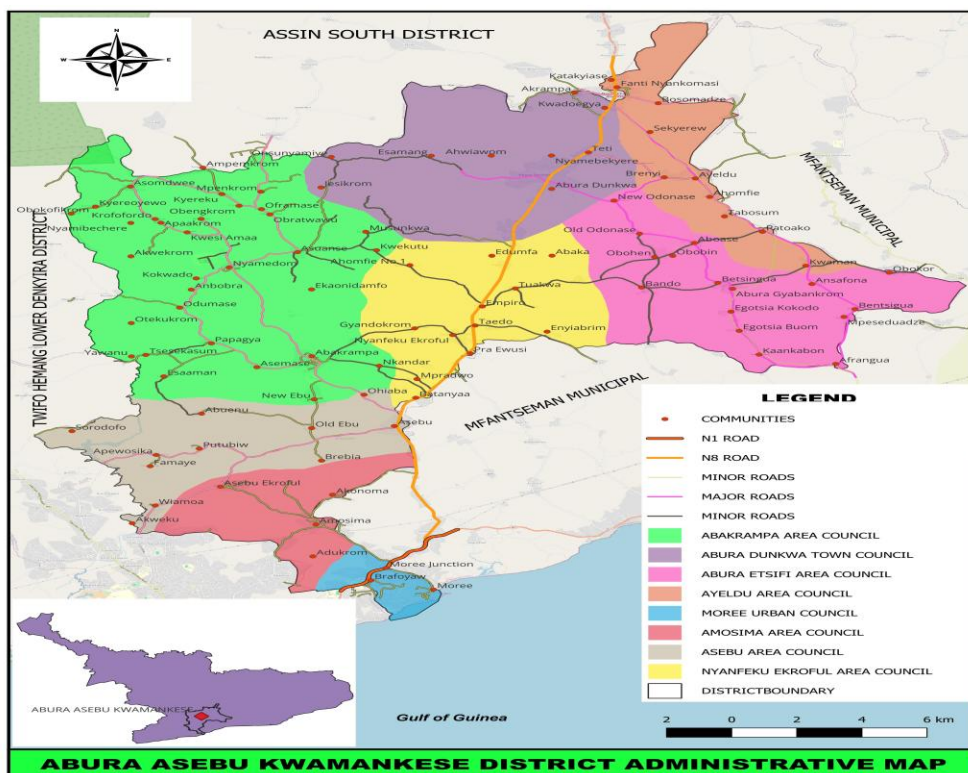 ASSIN SOUTH DISTRICT
N
W E
S
Katakyiase
Fanti Nyankomasi
Akrampa
Bosomadze
Kwadoegya
Sekyerew
Teti
Onsunyamiye
Esamang
Ahwiawom
Nyamebekyere
MFANTSEMAN MUNICIPAL
Ampemkrom
Brenyi
Ayeldu
Asomdwee
Jesikrom
Abura Dunkwa
Mpenkrom
Ahomfie
New Odonase
Kyereoyewo
Kyereku
Oframase
Obokofikrom
Krofofordo
Obengkrom
Obratwawu
Tabosum
Nyamibechere
Apaakrom
Musunkwa
Kwesi Amaa
Old Odonase
Patoako
Aboase
Akwekrom
Asuanse
Kwekutu
Edumfa
Abaka
Obohen
Obobin
Ahomfie No.1
Nyamedom
Kwaman
Obokor
Kokwado
Anbobra
Ekaonidamfo
Tuakwa
Bando
Betsingua
Ansafona
Abura Gyabankrom
TWIFO HEMANG LOWER DENKYIRA DISTRICT
Odumase
Empiro
Egotsia Kokodo
Bentsigua
Mpeseduadze
Otekukrom
Gyandokrom
Taedo
Enyiabrim
Egotsia Buom
Nyanfeku Ekroful
Papagya
Yawanu
Tsesekasum
Abakrampa
Pra Ewusi
Kaankabon
Asemaso
Nkandar
Afrangua
Esaaman
Mpradwo
MFANTSEMAN MUNICIPAL
New Ebu
Ohiaba
Batanyaa
Abuenu
Sorodofo
Old Ebu
Asebu
Putubiw
Apewosika
Famaye
Brebia
Asebu Ekroful
Akonoma
Wiamoa
Akweku
Amosima
Adukrom
Moree Junction
Brafoyaw
Moree
LEGEND
COMMUNITIES
N1 ROAD
N8 ROAD
MINOR ROADS
MAJOR ROADS
MINOR ROADS
ABAKRAMPA AREA COUNCIL
ABURA DUNKWA TOWN COUNCIL
ABURA ETSIFI AREA COUNCIL
AYELDU AREA COUNCIL
MOREE URBAN COUNCIL
AMOSIMA AREA COUNCIL
ASEBU AREA COUNCIL
NYANFEKU EKROFUL AREA COUNCIL
DISTRICTBOUNDARY
ABURA ASEBU KWAMANKESE
Gulf of Guinea
2 0 2 4 6 km
ABURA ASEBU KWAMANKESE DISTRICT ADMINISTRATIVE MAP